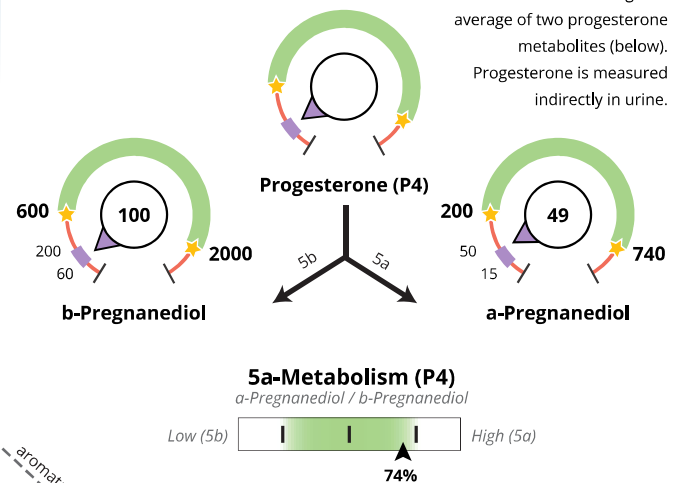 average of two progesterone
metabolites (below).
Progesterone is measured
indirectly in urine.
Progesterone (P4)
600
100
200
60
2000
b-Pregnanediol
5b
5a
200
49
50
15
740
a-Pregnanediol
5a-Metabolism (P4)
a-Pregnanediol / b-Pregnanediol
Low (5b)
High (5a)
74%
aromat